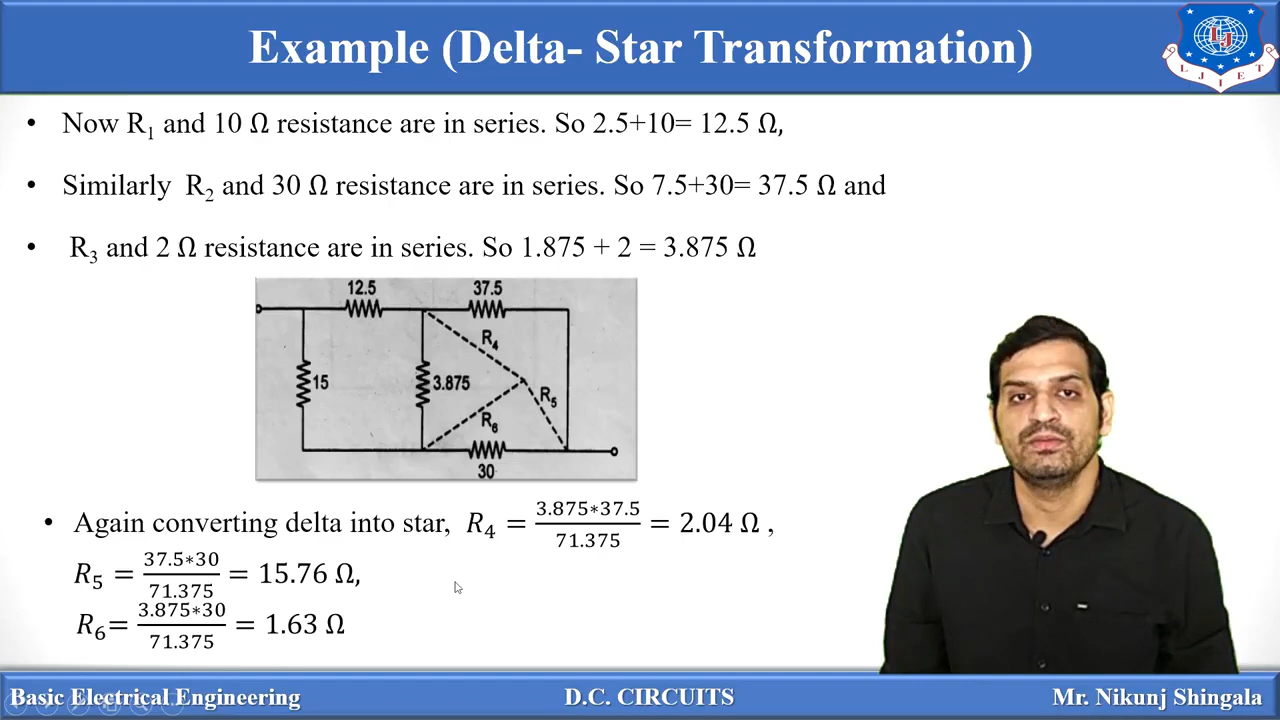 Example (Delta- Star Transformation)
LJIET
• Now R₁ and 10 Ω resistance are in series. So 2.5+10= 12.5 Ω,
• Similarly R₂ and 30 Ω resistance are in series. So 7.5+30= 37.5 Ω and
• R₃ and 2 Ω resistance are in series. So 1.875 + 2 = 3.875 Ω
12.5 37.5
R₄
15 3.875
R₅
R₆
30
• Again converting delta into star, R₄ = 3.875*37.5/71.375 = 2.04 Ω ,
R₅ = 37.5*30/71.375 = 15.76 Ω,
R₆= 3.875*30/71.375 = 1.63 Ω
Basic Electrical Engineering D.C. CIRCUITS Mr. Nikunj Shingala